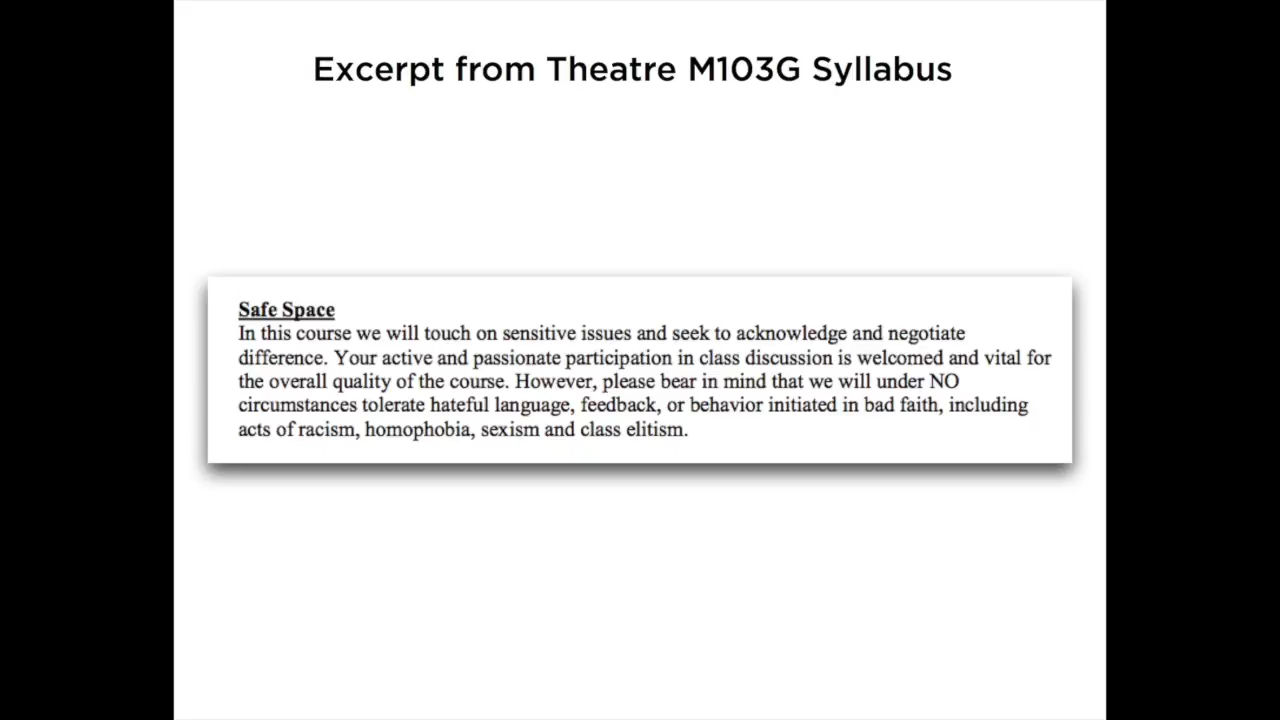 Excerpt from Theatre M103G Syllabus
Safe Space
In this course we will touch on sensitive issues and seek to acknowledge and negotiate
difference. Your active and passionate participation in class discussion is welcomed and vital for
the overall quality of the course. However, please bear in mind that we will under NO
circumstances tolerate hateful language, feedback, or behavior initiated in bad faith, including
acts of racism, homophobia, sexism and class elitism.